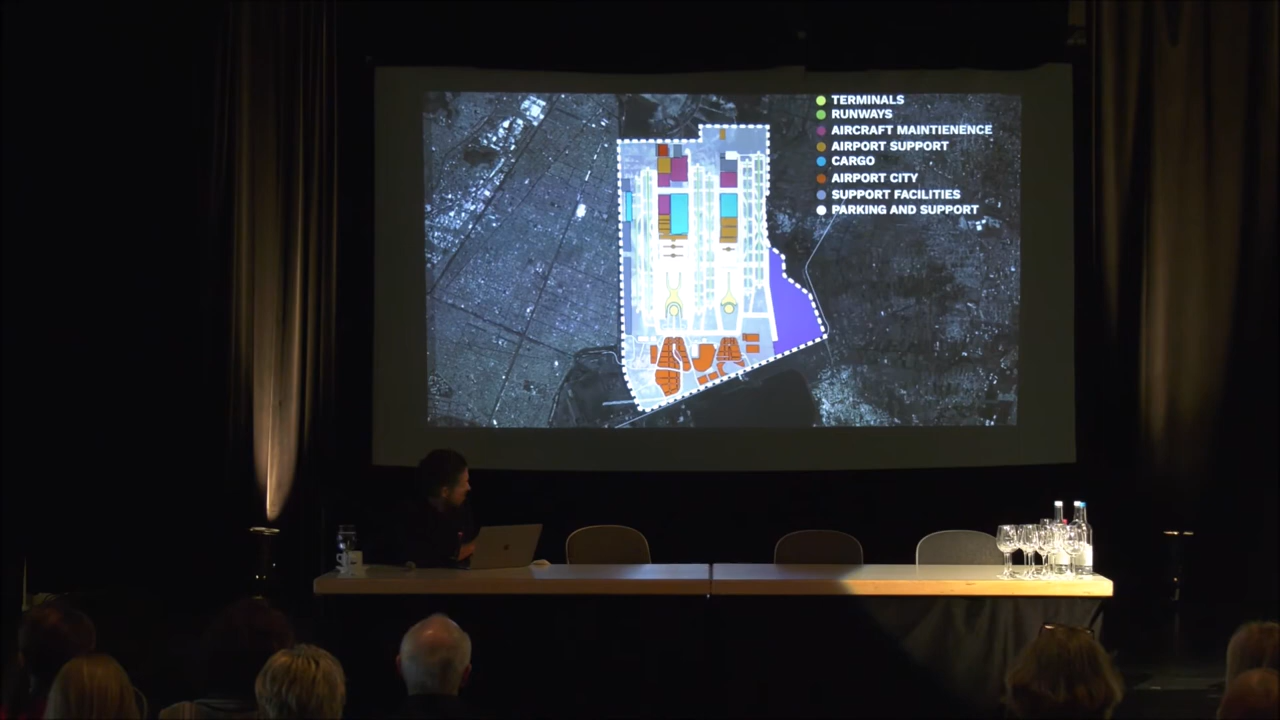 TERMINALS
RUNWAYS
AIRCRAFT MAINTIENENCE
AIRPORT SUPPORT
CARGO
AIRPORT CITY
SUPPORT FACILITIES
PARKING AND SUPPORT